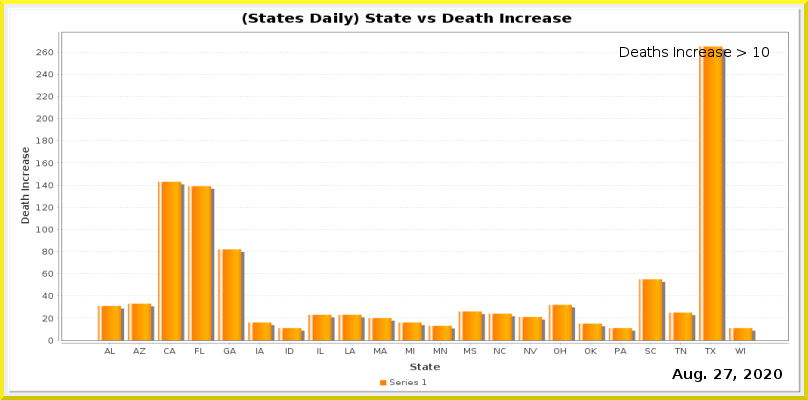 (States Daily) State vs Death Increase
Deaths Increase > 10
260
240
220
200
180
160
140
120
100
80
60
40
20
0
Death Increase
AL AZ CA FL GA IA ID IL LA MA MI MN MS NC NV OH OK PA SC TN TX WI
State
Series 1
Aug. 27, 2020